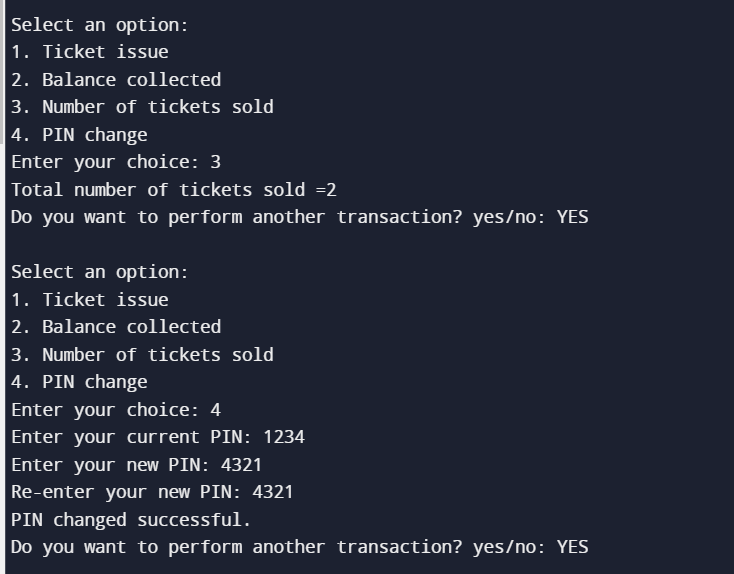 Select an option:
1. Ticket issue
2. Balance collected
3. Number of tickets sold
4. PIN change
Enter your choice: 3
Total number of tickets sold =2
Do you want to perform another transaction? yes/no: YES

Select an option:
1. Ticket issue
2. Balance collected
3. Number of tickets sold
4. PIN change
Enter your choice: 4
Enter your current PIN: 1234
Enter your new PIN: 4321
Re-enter your new PIN: 4321
PIN changed successful.
Do you want to perform another transaction? yes/no: YES